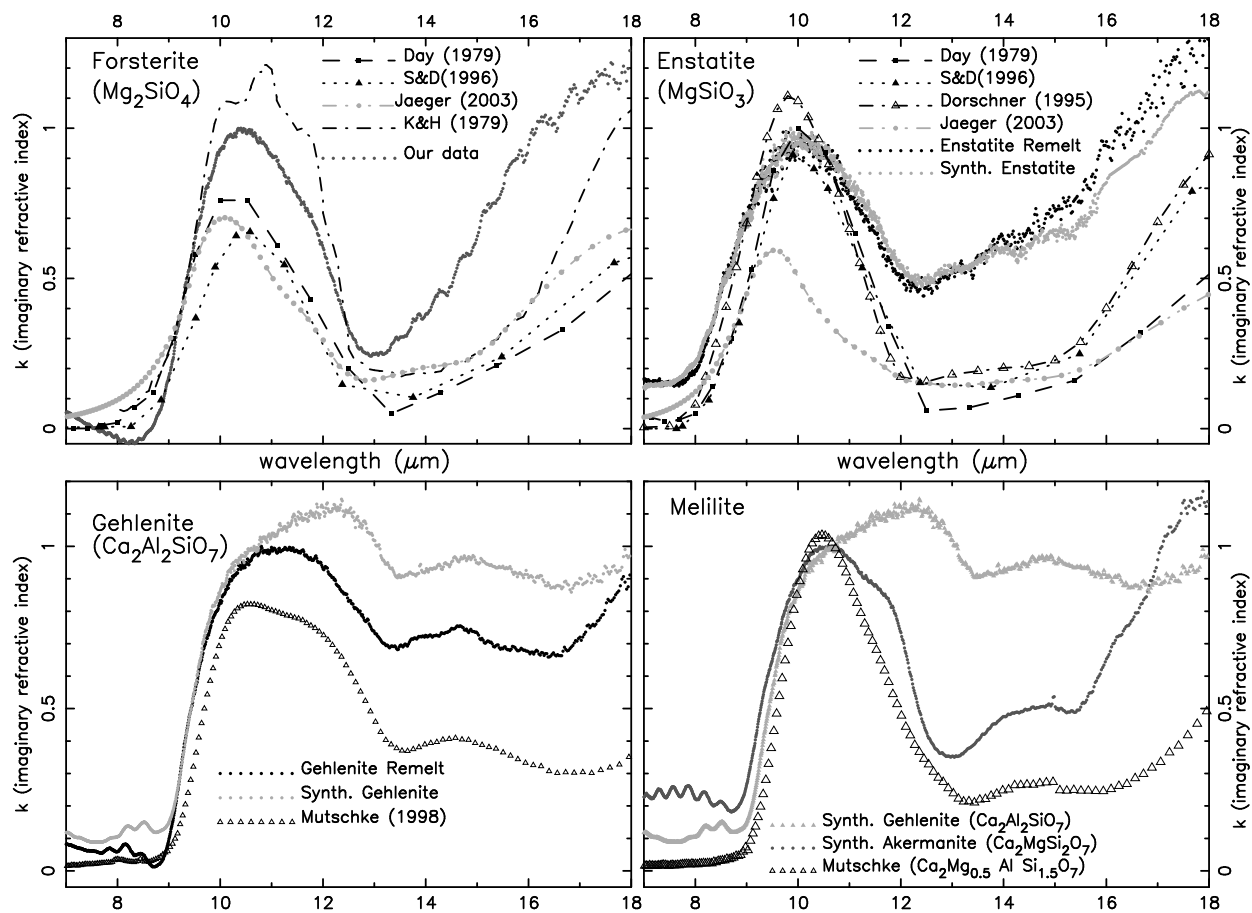 8 10 12 14 16 18
8 10 12 14 16 18
Forsterite
(Mg2SiO4)
Day (1979)
S&D(1996)
Jaeger (2003)
K&H (1979)
Our data
Enstatite
(MgSiO3)
Day (1979)
S&D(1996)
Dorschner (1995)
Jaeger (2003)
Enstatite Remelt
Synth. Enstatite
k (imaginary refractive index)
0 0.5 1
k (imaginary refractive index)
0 0.5 1
wavelength (μm)
wavelength (μm)
Gehlenite
(Ca2Al2SiO7)
Gehlenite Remelt
Synth. Gehlenite
Mutschke (1998)
Melilite
Synth. Gehlenite (Ca2Al2SiO7)
Synth. Akermanite (Ca2MgSi2O7)
Mutschke (Ca2Mg0.5 Al Si1.5O7)
k (imaginary refractive index)
0 0.5 1
k (imaginary refractive index)
0 0.5 1
8 10 12 14 16 18
8 10 12 14 16 18